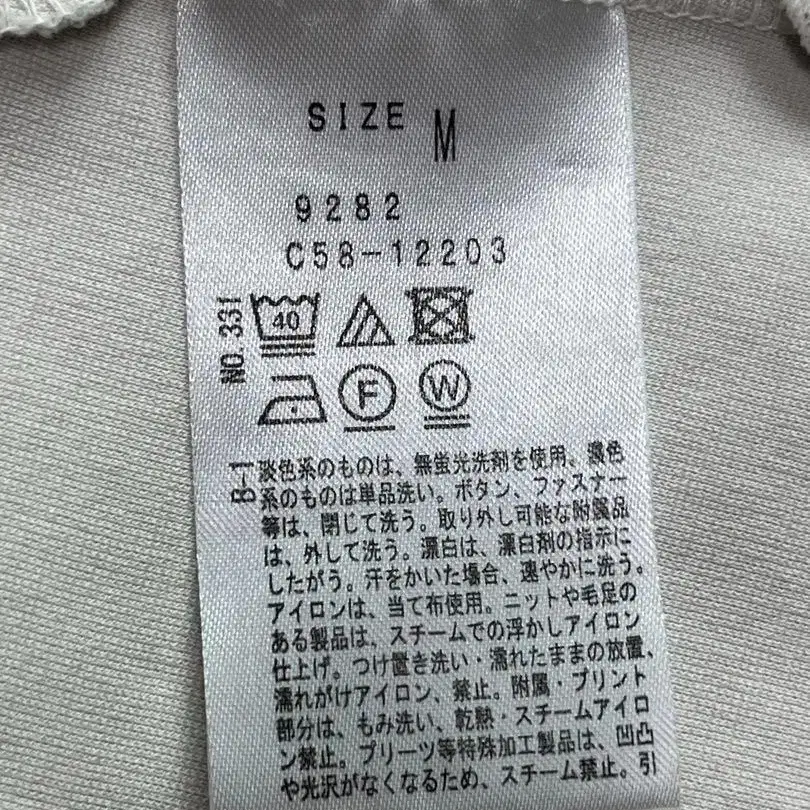 SIZE M
9282
C58-12203
NO.331
40
F W
B-1
淡色系のものは、無蛍光洗剤を使用、濃色
系のものは単品洗い。ボタン、ファスナー
等は、閉じて洗う。取り外し可能な附属品
は、外して洗う。漂白は、漂白剤の指示に
したがう。汗をかいた場合、速やかに洗う。
アイロンは、当て布使用。ニットや毛足の
ある製品は、スチームでの浮かしアイロン
仕上げ。つけ置き洗い・濡れたままの放置、
濡れがけアイロン、禁止。附属・プリント
部分は、もみ洗い、乾熱・スチームアイロ
ン禁止。プリーツ等特殊加工製品は、凹凸
や光沢がなくなるため、スチーム禁止。引